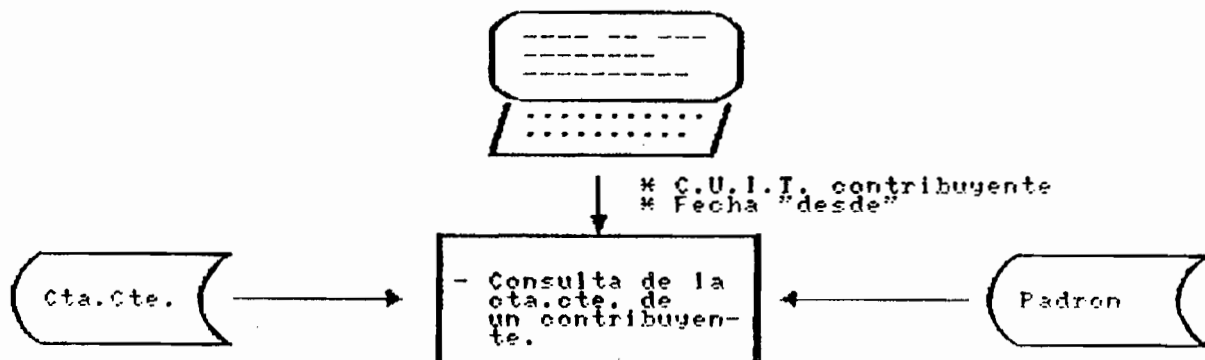 * C.U.I.T. contribuyente
* Fecha "desde"
Cta.Cte.
- Consulta de la
cta.cte. de
un contribuyen-
te.
Padron